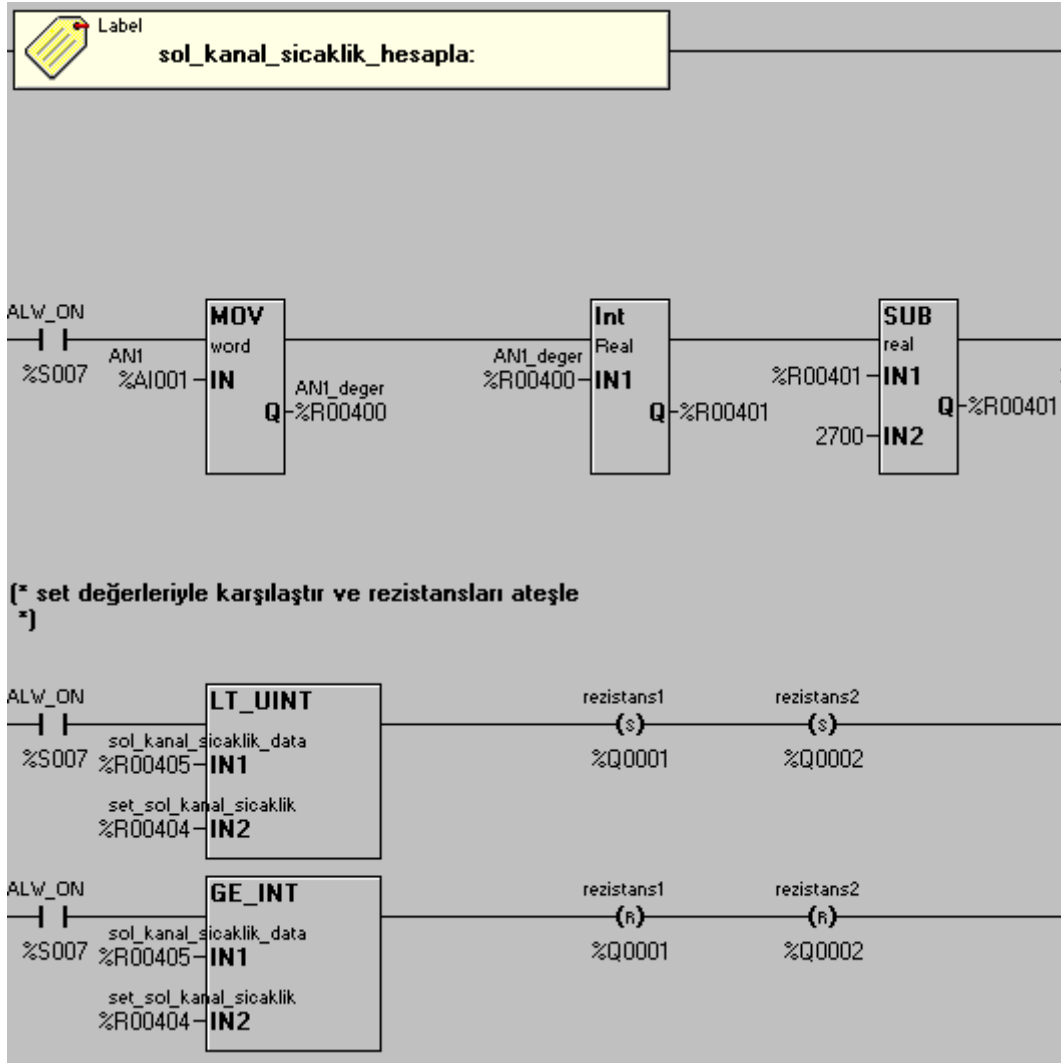 Label
sol_kanal_sicaklik_hesapla:
ALW_ON
%S007
MOV
word
AN1
%AI001
IN
AN1_deger
Q
%R00400
Int
Real
AN1_deger
%R00400
IN1
Q
%R00401
SUB
real
%R00401
IN1
Q
%R00401
2700
IN2
(* set değerleriyle karşılaştır ve rezistansları ateşle
*)
ALW_ON
%S007
LT_UINT
sol_kanal_sicaklik_data
%R00405
IN1
set_sol_kanal_sicaklik
%R00404
IN2
rezistans1
(S)
%Q0001
rezistans2
(S)
%Q0002
ALW_ON
%S007
GE_INT
sol_kanal_sicaklik_data
%R00405
IN1
set_sol_kanal_sicaklik
%R00404
IN2
rezistans1
(R)
%Q0001
rezistans2
(R)
%Q0002